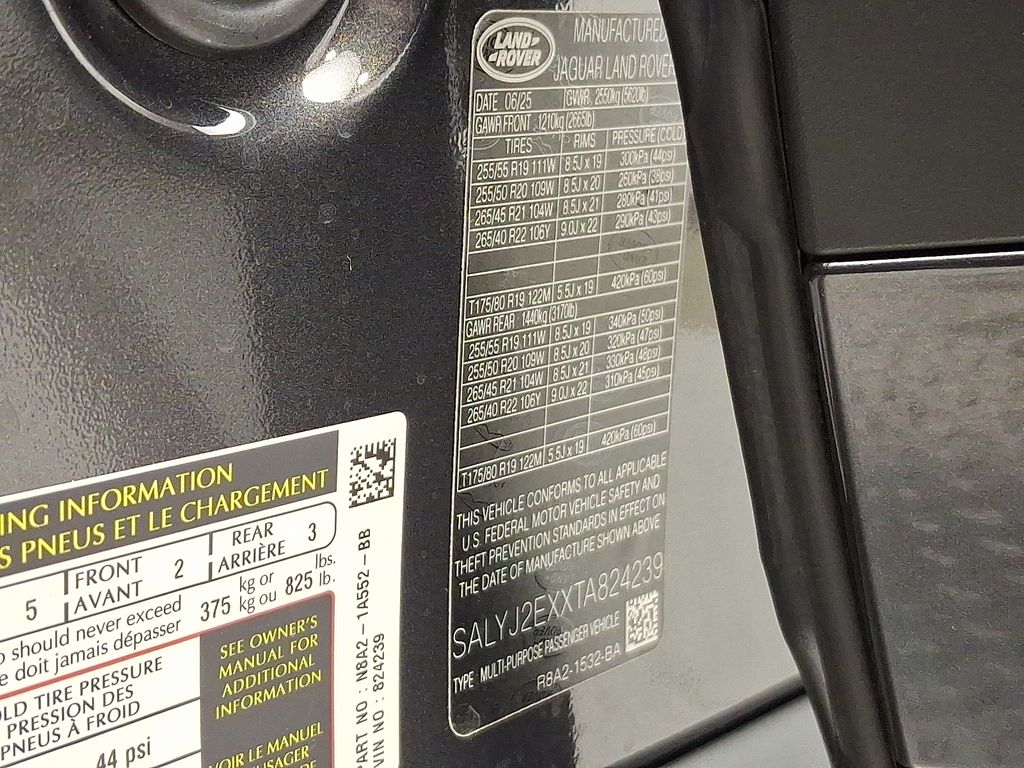 LAND-
-ROVER
MANUFACTURED
JAGUAR LAND ROVER
DATE 06/25 GVWR 2550kg (5620lb)
GAWR FRONT 1210kg (2665lb)
TIRES RIMS PRESSURE (COLD
255/55 R19 111W 8.5J x 19 300kPa (44psi)
255/50 R20 109W 8.5J x 20 260kPa (38psi)
265/45 R21 104W 8.5J x 21 280kPa (41psi)
265/40 R22 106Y 9.0J x 22 290kPa (43psi)
T175/80 R19 122M 5.5J x 19 420kPa (60psi)
GAWR REAR 1440kg (3170lb)
255/55 R19 111W 8.5J x 19 340kPa (50psi)
255/50 R20 109W 8.5J x 20 320kPa (47psi)
265/45 R21 104W 8.5J x 21 330kPa (48psi)
265/40 R22 106Y 9.0J x 22 310kPa (45psi)
T175/80 R19 122M 5.5J x 19 420kPa (60psi)
THIS VEHICLE CONFORMS TO ALL APPLICABLE
U.S. FEDERAL MOTOR VEHICLE SAFETY AND
THEFT PREVENTION STANDARDS IN EFFECT ON
THE DATE OF MANUFACTURE SHOWN ABOVE
SALYJ2EXXTA824239
TYPE MULTI-PURPOSE PASSENGER VEHICLE
R8A2-1532-BA
ING INFORMATION
S PNEUS ET LE CHARGEMENT
5 FRONT 2 REAR 3
AVANT ARRIÈRE
o should never exceed 375 kg or 825 lbs.
e doit jamais dépasser kg ou lb.
OLD TIRE PRESSURE
PRESSION DES
PNEUS À FROID
44 psi
SEE OWNER'S
MANUAL FOR
ADDITIONAL
INFORMATION
VOIR LE MANUEL
USAGER
DE
PART NO : N8A2-1A552-BB
VIN NO : 824239